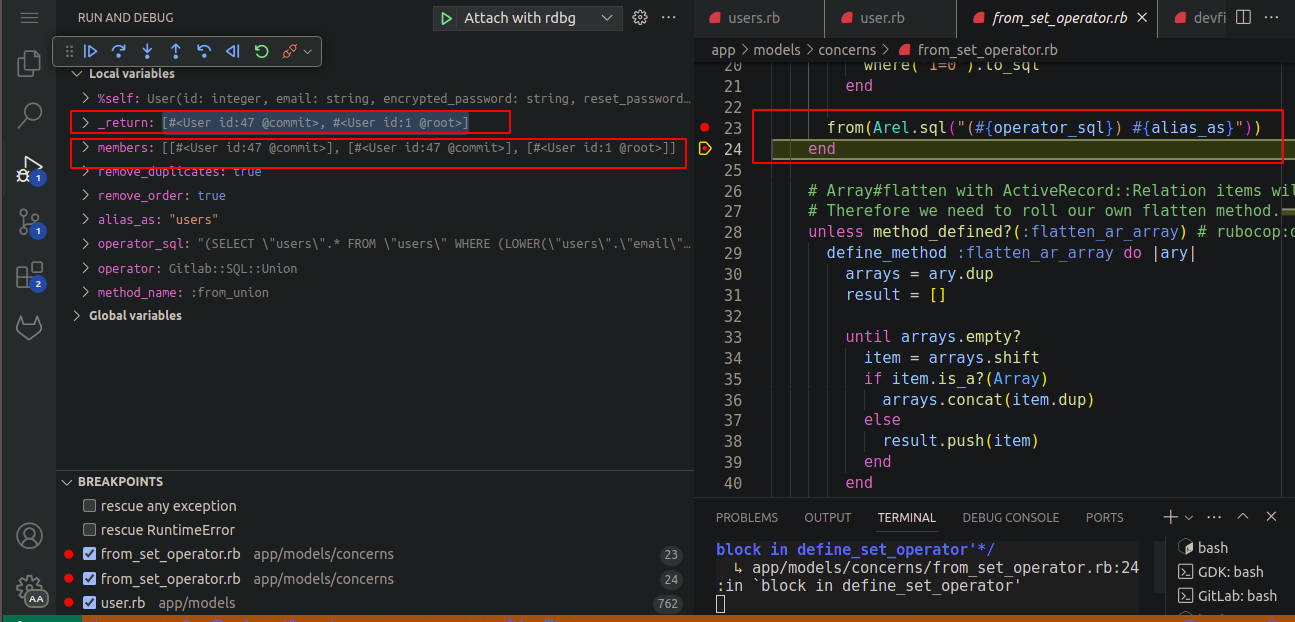 RUN AND DEBUG
Attach with rdbg
Local variables
%self: User(id: integer, email: string, encrypted_password: string, reset_password…
_return: [#<User id:47 @commit>, #<User id:1 @root>]
members: [[#<User id:47 @commit>], [#<User id:47 @commit>], [#<User id:1 @root>]]
remove_duplicates: true
remove_order: true
alias_as: "users"
operator_sql: "(SELECT \"users\".* FROM \"users\" WHERE (LOWER(\"users\".\"email\"…
operator: Gitlab::SQL::Union
method_name: :from_union
Global variables
1
1
2
BREAKPOINTS
rescue any exception
rescue RuntimeError
from_set_operator.rb app/models/concerns 23
from_set_operator.rb app/models/concerns 24
user.rb app/models 762
AA
users.rb
user.rb
from_set_operator.rb
devfi
app > models > concerns > from_set_operator.rb
20 where("1=0").to_sql
21 end
22
23 from(Arel.sql("(#{operator_sql}) #{alias_as}"))
24 end
25
26 # Array#flatten with ActiveRecord::Relation items wil
27 # Therefore we need to roll our own flatten method.
28 unless method_defined?(:flatten_ar_array) # rubocop:d
29 define_method :flatten_ar_array do |ary|
30 arrays = ary.dup
31 result = []
32
33 until arrays.empty?
34 item = arrays.shift
35 if item.is_a?(Array)
36 arrays.concat(item.dup)
37 else
38 result.push(item)
39 end
40 end
PROBLEMS OUTPUT TERMINAL DEBUG CONSOLE PORTS
block in define_set_operator'*/
↳ app/models/concerns/from_set_operator.rb:24
:in `block in define_set_operator'
bash
GDK: bash
GitLab: bash